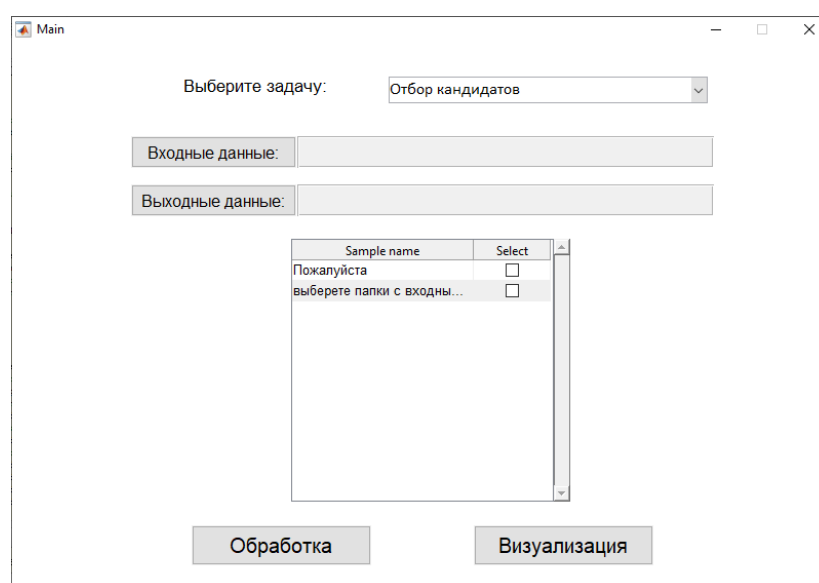 Main
Выберите задачу:
Отбор кандидатов
Входные данные:
Выходные данные:
Sample name Select
Пожалуйста
выберете папки с входны...
Обработка
Визуализация